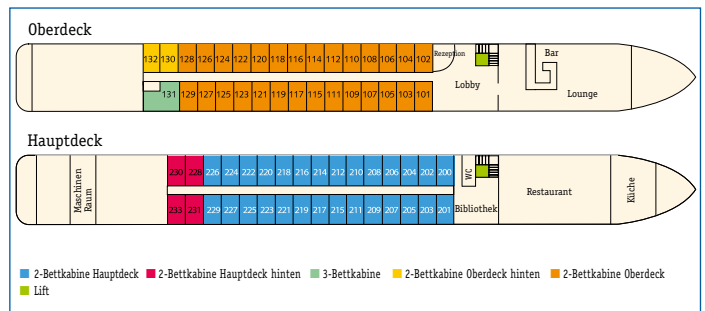 Oberdeck
132 130 128 126 124 122 120 118 116 114 112 110 108 106 104 102
Rezeption
Bar
Lobby
Lounge
131 129 127 125 123 121 119 117 115 111 109 107 105 103 101
Hauptdeck
230 228 226 224 222 220 218 216 214 212 210 208 206 204 202 200
WC
Maschinen
Raum
Restaurant
Küche
233 231 229 227 225 223 221 219 217 215 211 209 207 205 203 201
Bibliothek
2-Bettkabine Hauptdeck 2-Bettkabine Hauptdeck hinten 3-Bettkabine 2-Bettkabine Oberdeck hinten 2-Bettkabine Oberdeck
Lift